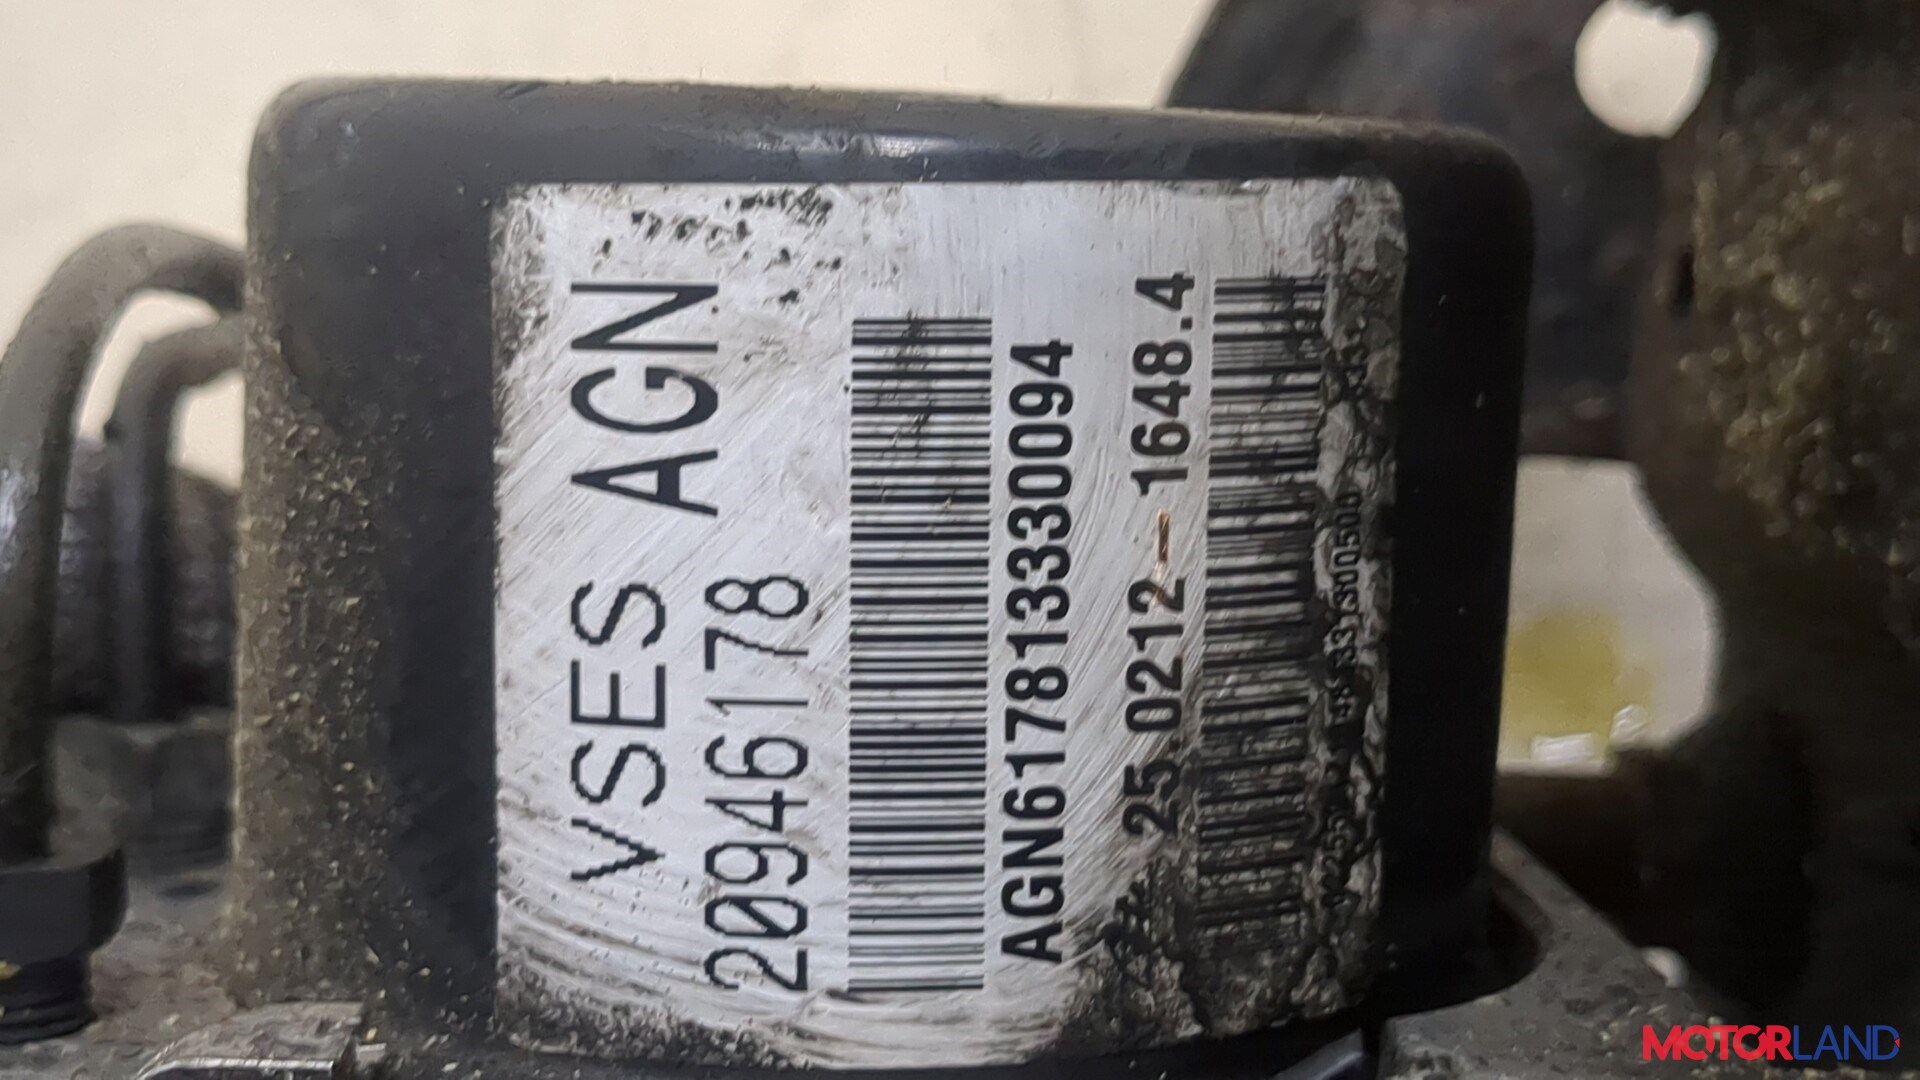 VSES AGN
20946178
AGN6178133330094
25.0212-1648.4
MOTORLAND